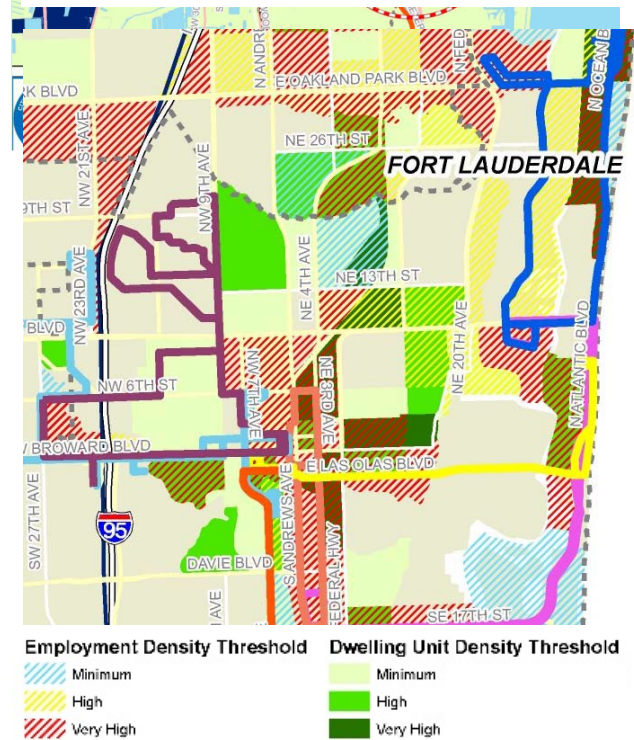 N ANDRE
N FED
N OCEAN B
E OAKLAND PARK BLVD
RK BLVD
NW 21ST AVE
NE 26TH ST
FORT LAUDERDALE
NW 9TH AVE
9TH ST
NW 23RD AVE
NE 4TH AVE
NE 13TH ST
BLVD
NE 20TH AVE
N ATLANTIC BLVD
NW 6TH ST
NW 7TH AVE
NE 3RD AVE
W BROWARD BLVD
E LAS OLAS BLVD
SW 27TH AVE
95
S ANDREWS AVE
FEDERAL HWY
DAVIE BLVD
SE 17TH ST
Employment Density Threshold
Minimum
High
Very High
Dwelling Unit Density Threshold
Minimum
High
Very High